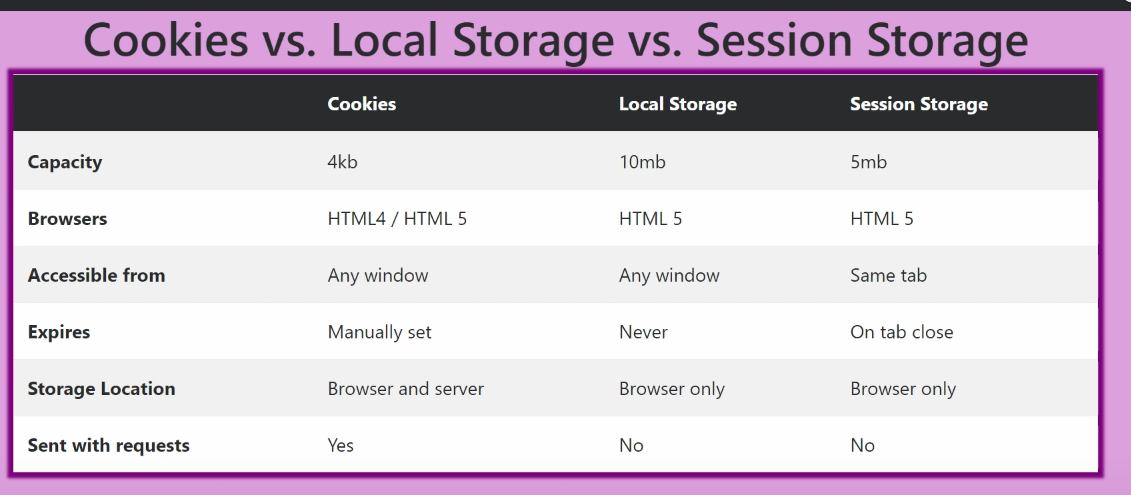 Cookies vs. Local Storage vs. Session Storage
Cookies Local Storage Session Storage
Capacity 4kb 10mb 5mb
Browsers HTML4 / HTML 5 HTML 5 HTML 5
Accessible from Any window Any window Same tab
Expires Manually set Never On tab close
Storage Location Browser and server Browser only Browser only
Sent with requests Yes No No